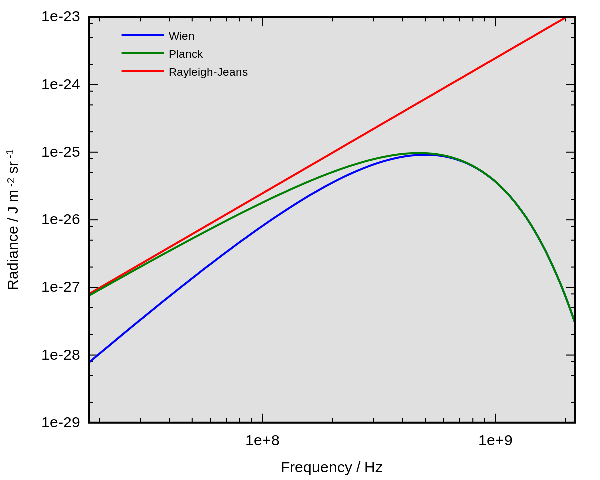 1e-23
Wien
Planck
Rayleigh-Jeans
1e-24
1e-25
1e-26
1e-27
1e-28
1e-29
Radiance / J m⁻² sr⁻¹
1e+8
1e+9
Frequency / Hz